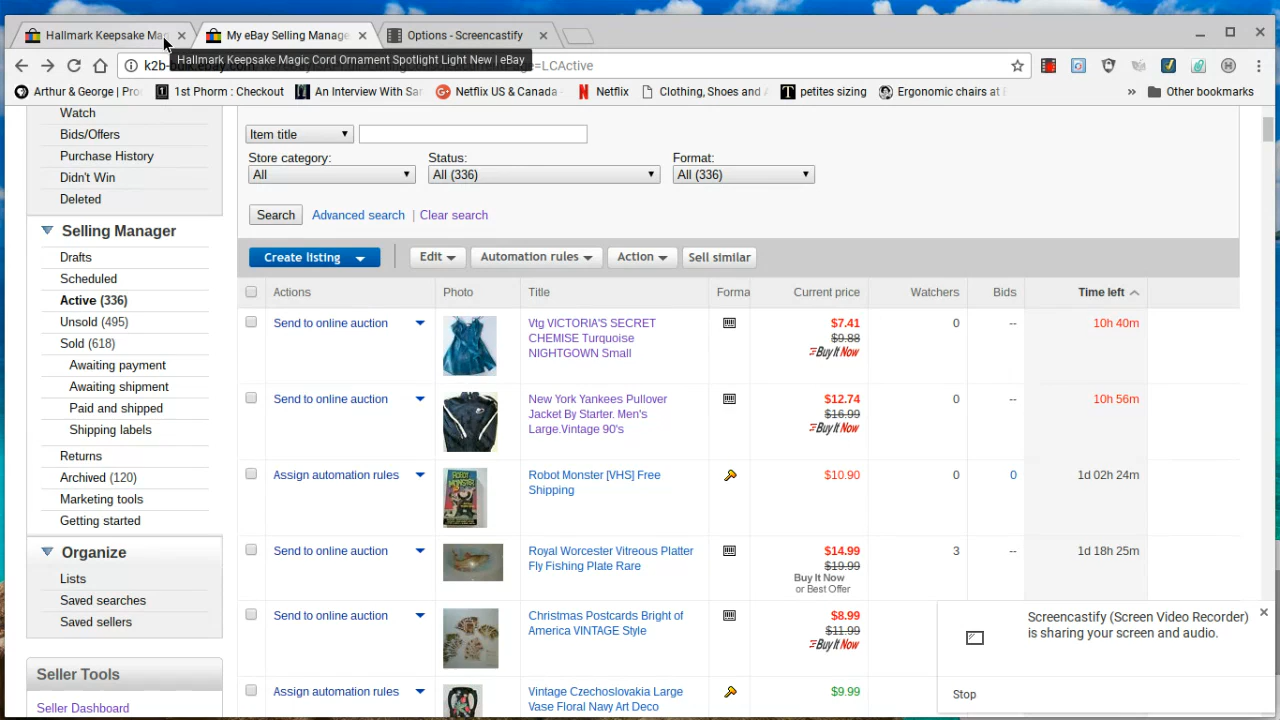 Hallmark Keepsake Mag
My eBay Selling Manage
Options - Screencastify
Hallmark Keepsake Magic Cord Ornament Spotlight Light New | eBay
Arthur & George | Pro
1st Phorm : Checkout
An Interview With Sar
Netflix US & Canada
Netflix
Clothing, Shoes and
petites sizing
Ergonomic chairs at
»
Other bookmarks
Watch
Bids/Offers
Purchase History
Didn't Win
Deleted
Selling Manager
Drafts
Scheduled
Active (336)
Unsold (495)
Sold (618)
Awaiting payment
Awaiting shipment
Paid and shipped
Shipping labels
Returns
Archived (120)
Marketing tools
Getting started
Organize
Lists
Saved searches
Saved sellers
Seller Tools
Seller Dashboard
Item title
Store category:
Status:
Format:
All
All (336)
All (336)
Search
Advanced search | Clear search
Create listing
Edit
Automation rules
Action
Sell similar
Actions
Photo
Title
Forma
Current price
Watchers
Bids
Time left
Send to online auction
Vtg VICTORIA'S SECRET
CHEMISE Turquoise
NIGHTGOWN Small
$7.41
$9.88
Buy It Now
0
--
10h 40m
Send to online auction
New York Yankees Pullover
Jacket By Starter. Men's
Large.Vintage 90's
$12.74
$16.99
Buy It Now
0
--
10h 56m
Assign automation rules
Robot Monster [VHS] Free
Shipping
$10.90
0
0
1d 02h 24m
Send to online auction
Royal Worcester Vitreous Platter
Fly Fishing Plate Rare
$14.99
$19.99
Buy It Now
or Best Offer
3
--
1d 18h 25m
Send to online auction
Christmas Postcards Bright of
America VINTAGE Style
$8.99
$11.99
Buy It Now
Assign automation rules
Vintage Czechoslovakia Large
Vase Floral Navy Art Deco
$9.99
Screencastify (Screen Video Recorder)
is sharing your screen and audio.
Stop